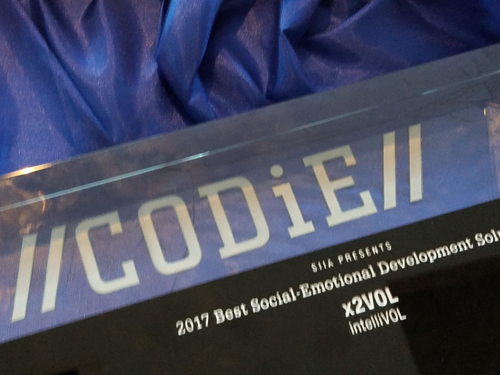 //CODiE//
SIIA PRESENTS
2017 Best Social-Emotional Development
x2VOL
intelliVOL